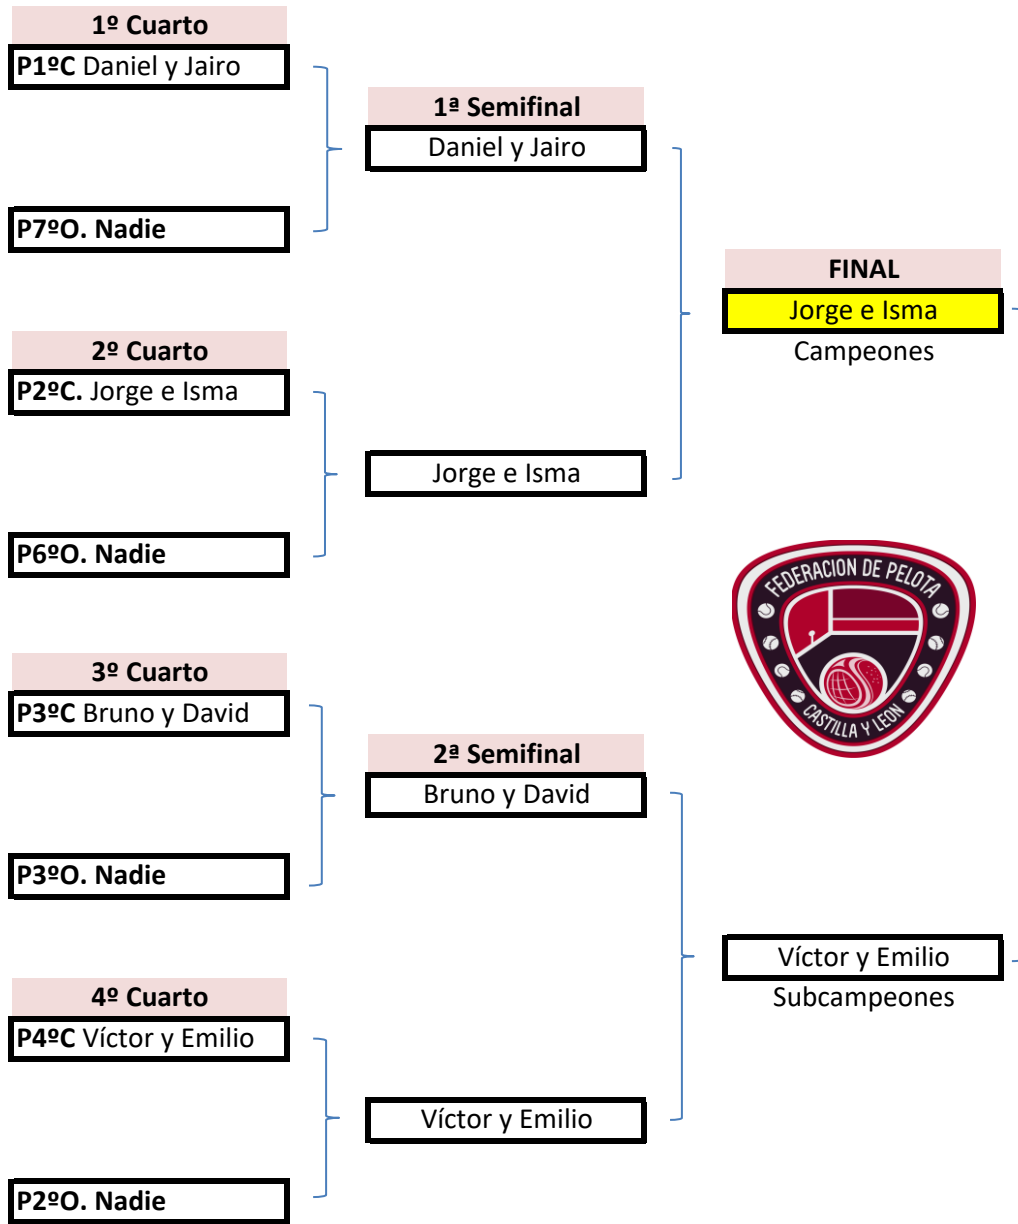 1º Cuarto
P1ºC Daniel y Jairo
P7ºO. Nadie
2º Cuarto
P2ºC. Jorge e Isma
P6ºO. Nadie
3º Cuarto
P3ºC Bruno y David
P3ºO. Nadie
4º Cuarto
P4ºC Víctor y Emilio
P2ºO. Nadie
1ª Semifinal
Daniel y Jairo
Jorge e Isma
2ª Semifinal
Bruno y David
Víctor y Emilio
FINAL
Jorge e Isma
Campeones
FEDERACION DE PELOTA
CASTILLA Y LEON
Víctor y Emilio
Subcampeones